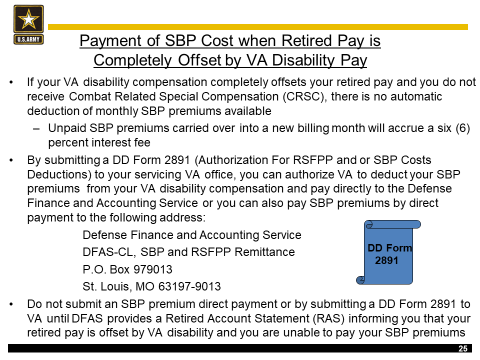 U.S.ARMY
Payment of SBP Cost when Retired Pay is
Completely Offset by VA Disability Pay
• If your VA disability compensation completely offsets your retired pay and you do not
receive Combat Related Special Compensation (CRSC), there is no automatic
deduction of monthly SBP premiums available
– Unpaid SBP premiums carried over into a new billing month will accrue a six (6)
percent interest fee
• By submitting a DD Form 2891 (Authorization For RSFPP and or SBP Costs
Deductions) to your servicing VA office, you can authorize VA to deduct your SBP
premiums from your VA disability compensation and pay directly to the Defense
Finance and Accounting Service or you can also pay SBP premiums by direct
payment to the following address:
Defense Finance and Accounting Service
DFAS-CL, SBP and RSFPP Remittance
P.O. Box 979013
St. Louis, MO 63197-9013
DD Form
2891
• Do not submit an SBP premium direct payment or by submitting a DD Form 2891 to
VA until DFAS provides a Retired Account Statement (RAS) informing you that your
retired pay is offset by VA disability and you are unable to pay your SBP premiums
25